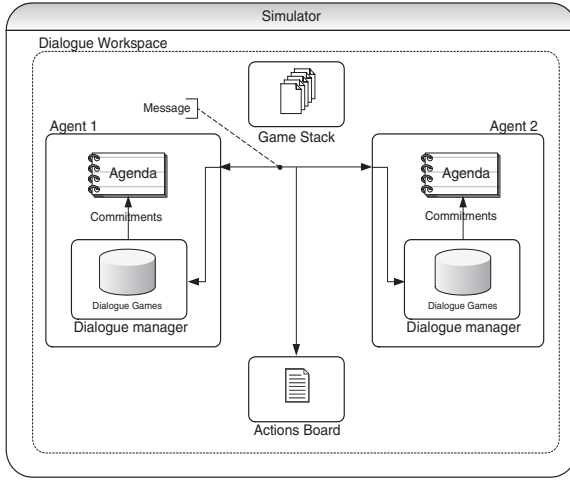 Simulator
Dialogue Workspace
Message
Game Stack
Agent 1
Agenda
Commitments
Dialogue Games
Dialogue manager
Agent 2
Agenda
Commitments
Dialogue Games
Dialogue manager
Actions Board